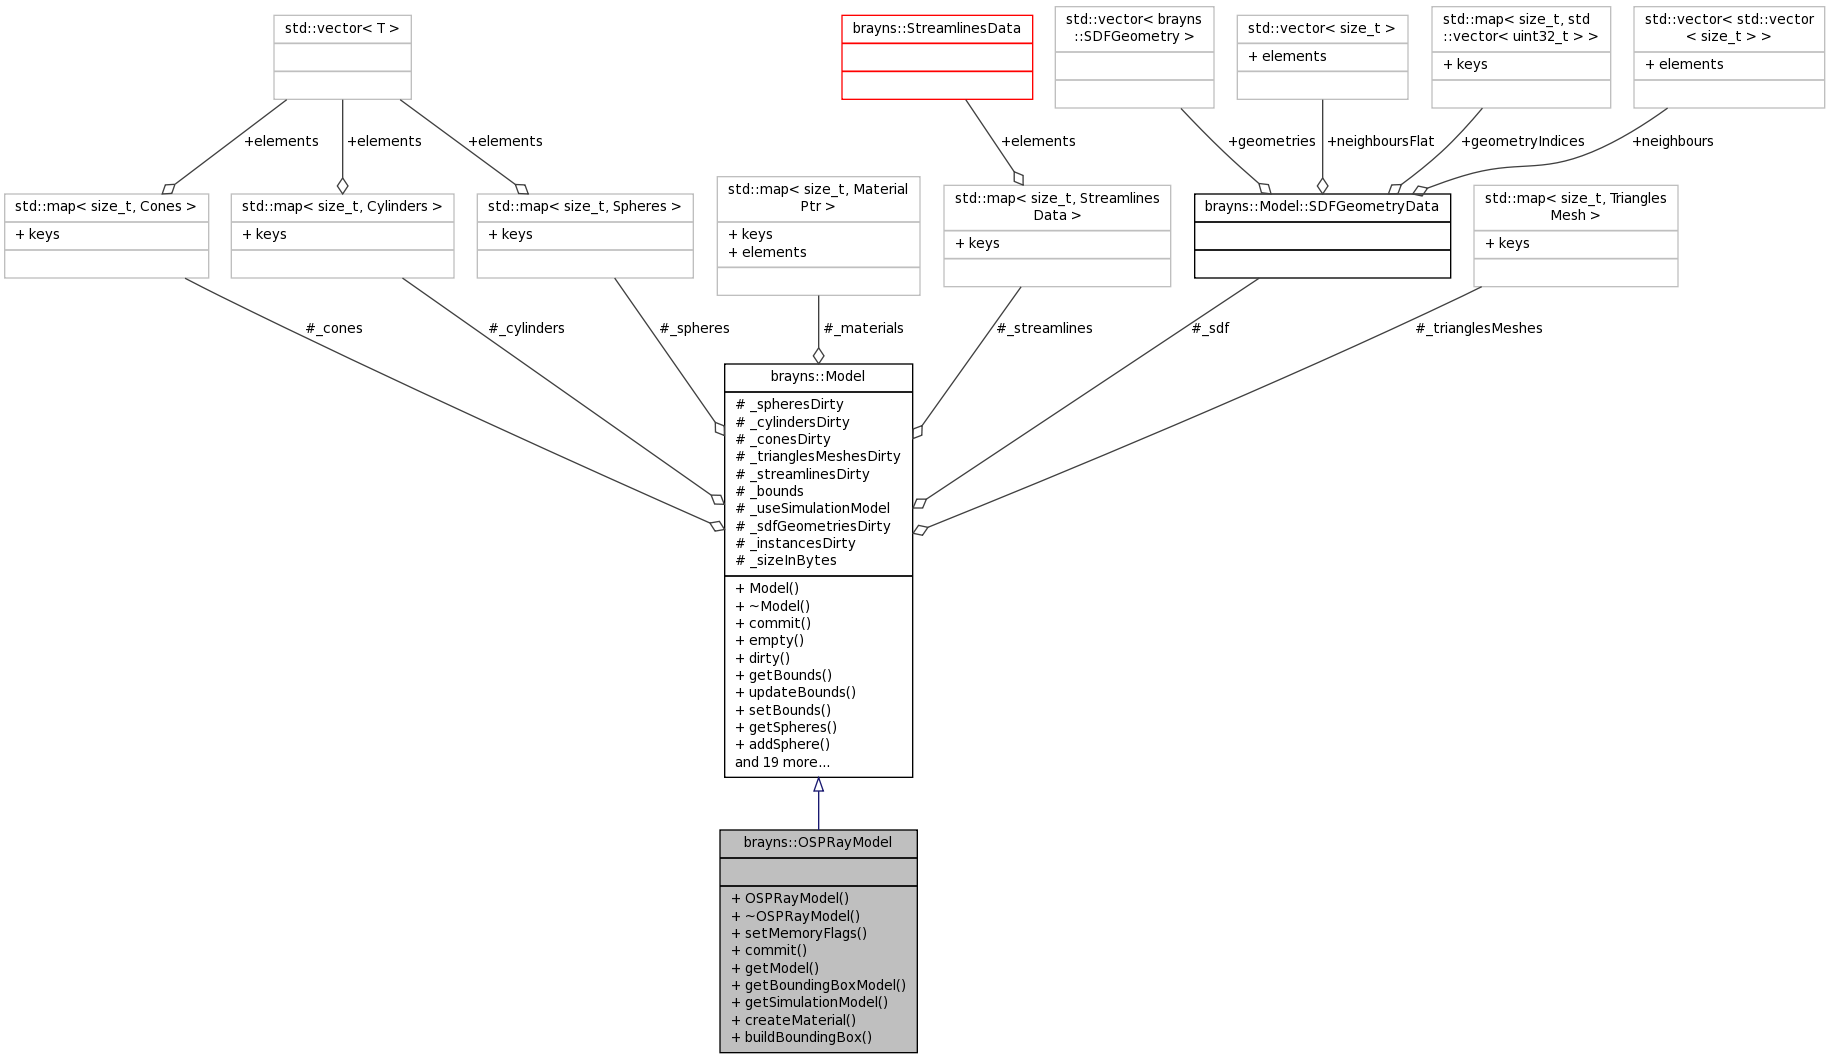 std::vector< T >
brayns::StreamlinesData
std::vector< brayns
::SDFGeometry >
std::vector< size_t >
+ elements
std::map< size_t, std
::vector< uint32_t > >
+ keys
std::vector< std::vector
< size_t > >
+ elements
+elements
+elements
+elements
+elements
+geometries
+neighboursFlat
+geometryIndices
+neighbours
std::map< size_t, Cones >
+ keys
std::map< size_t, Cylinders >
+ keys
std::map< size_t, Spheres >
+ keys
std::map< size_t, Material
Ptr >
+ keys
+ elements
std::map< size_t, Streamlines
Data >
+ keys
brayns::Model::SDFGeometryData
std::map< size_t, Triangles
Mesh >
+ keys
#_cones
#_cylinders
#_spheres
#_materials
#_streamlines
#_sdf
#_trianglesMeshes
brayns::Model
# _spheresDirty
# _cylindersDirty
# _conesDirty
# _trianglesMeshesDirty
# _streamlinesDirty
# _bounds
# _useSimulationModel
# _sdfGeometriesDirty
# _instancesDirty
# _sizeInBytes
+ Model()
+ ~Model()
+ commit()
+ empty()
+ dirty()
+ getBounds()
+ updateBounds()
+ setBounds()
+ getSpheres()
+ addSphere()
and 19 more...
brayns::OSPRayModel
+ OSPRayModel()
+ ~OSPRayModel()
+ setMemoryFlags()
+ commit()
+ getModel()
+ getBoundingBoxModel()
+ getSimulationModel()
+ createMaterial()
+ buildBoundingBox()